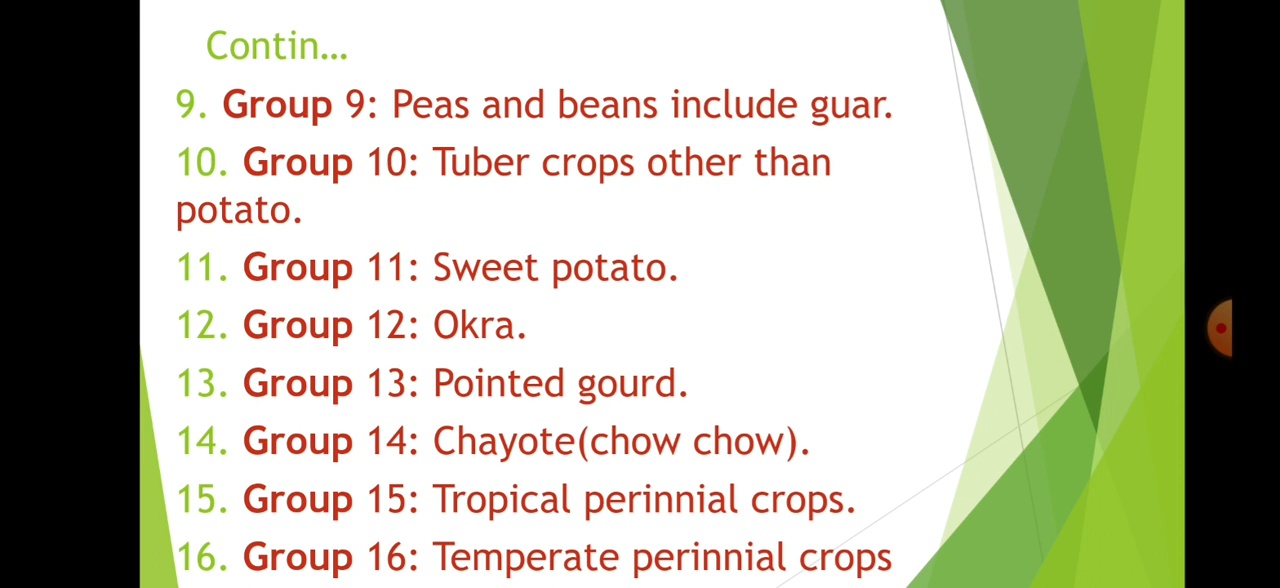 Contin...
9. Group 9: Peas and beans include guar.
10. Group 10: Tuber crops other than
potato.
11. Group 11: Sweet potato.
12. Group 12: Okra.
13. Group 13: Pointed gourd.
14. Group 14: Chayote(chow chow).
15. Group 15: Tropical perinnial crops.
16. Group 16: Temperate perinnial crops